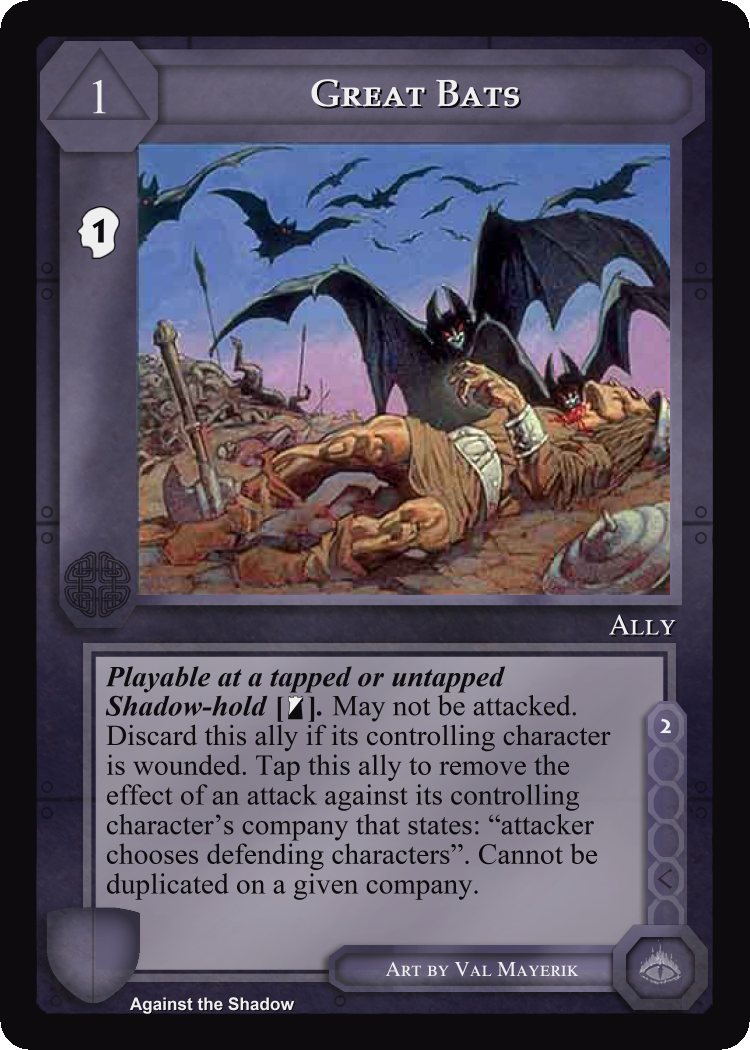 1
Great Bats
1
Ally
Playable at a tapped or untapped
Shadow-hold [ ]. May not be attacked.
Discard this ally if its controlling character
is wounded. Tap this ally to remove the
effect of an attack against its controlling
character's company that states: “attacker
chooses defending characters”. Cannot be
duplicated on a given company.
2
Art by Val Mayerik
Against the Shadow